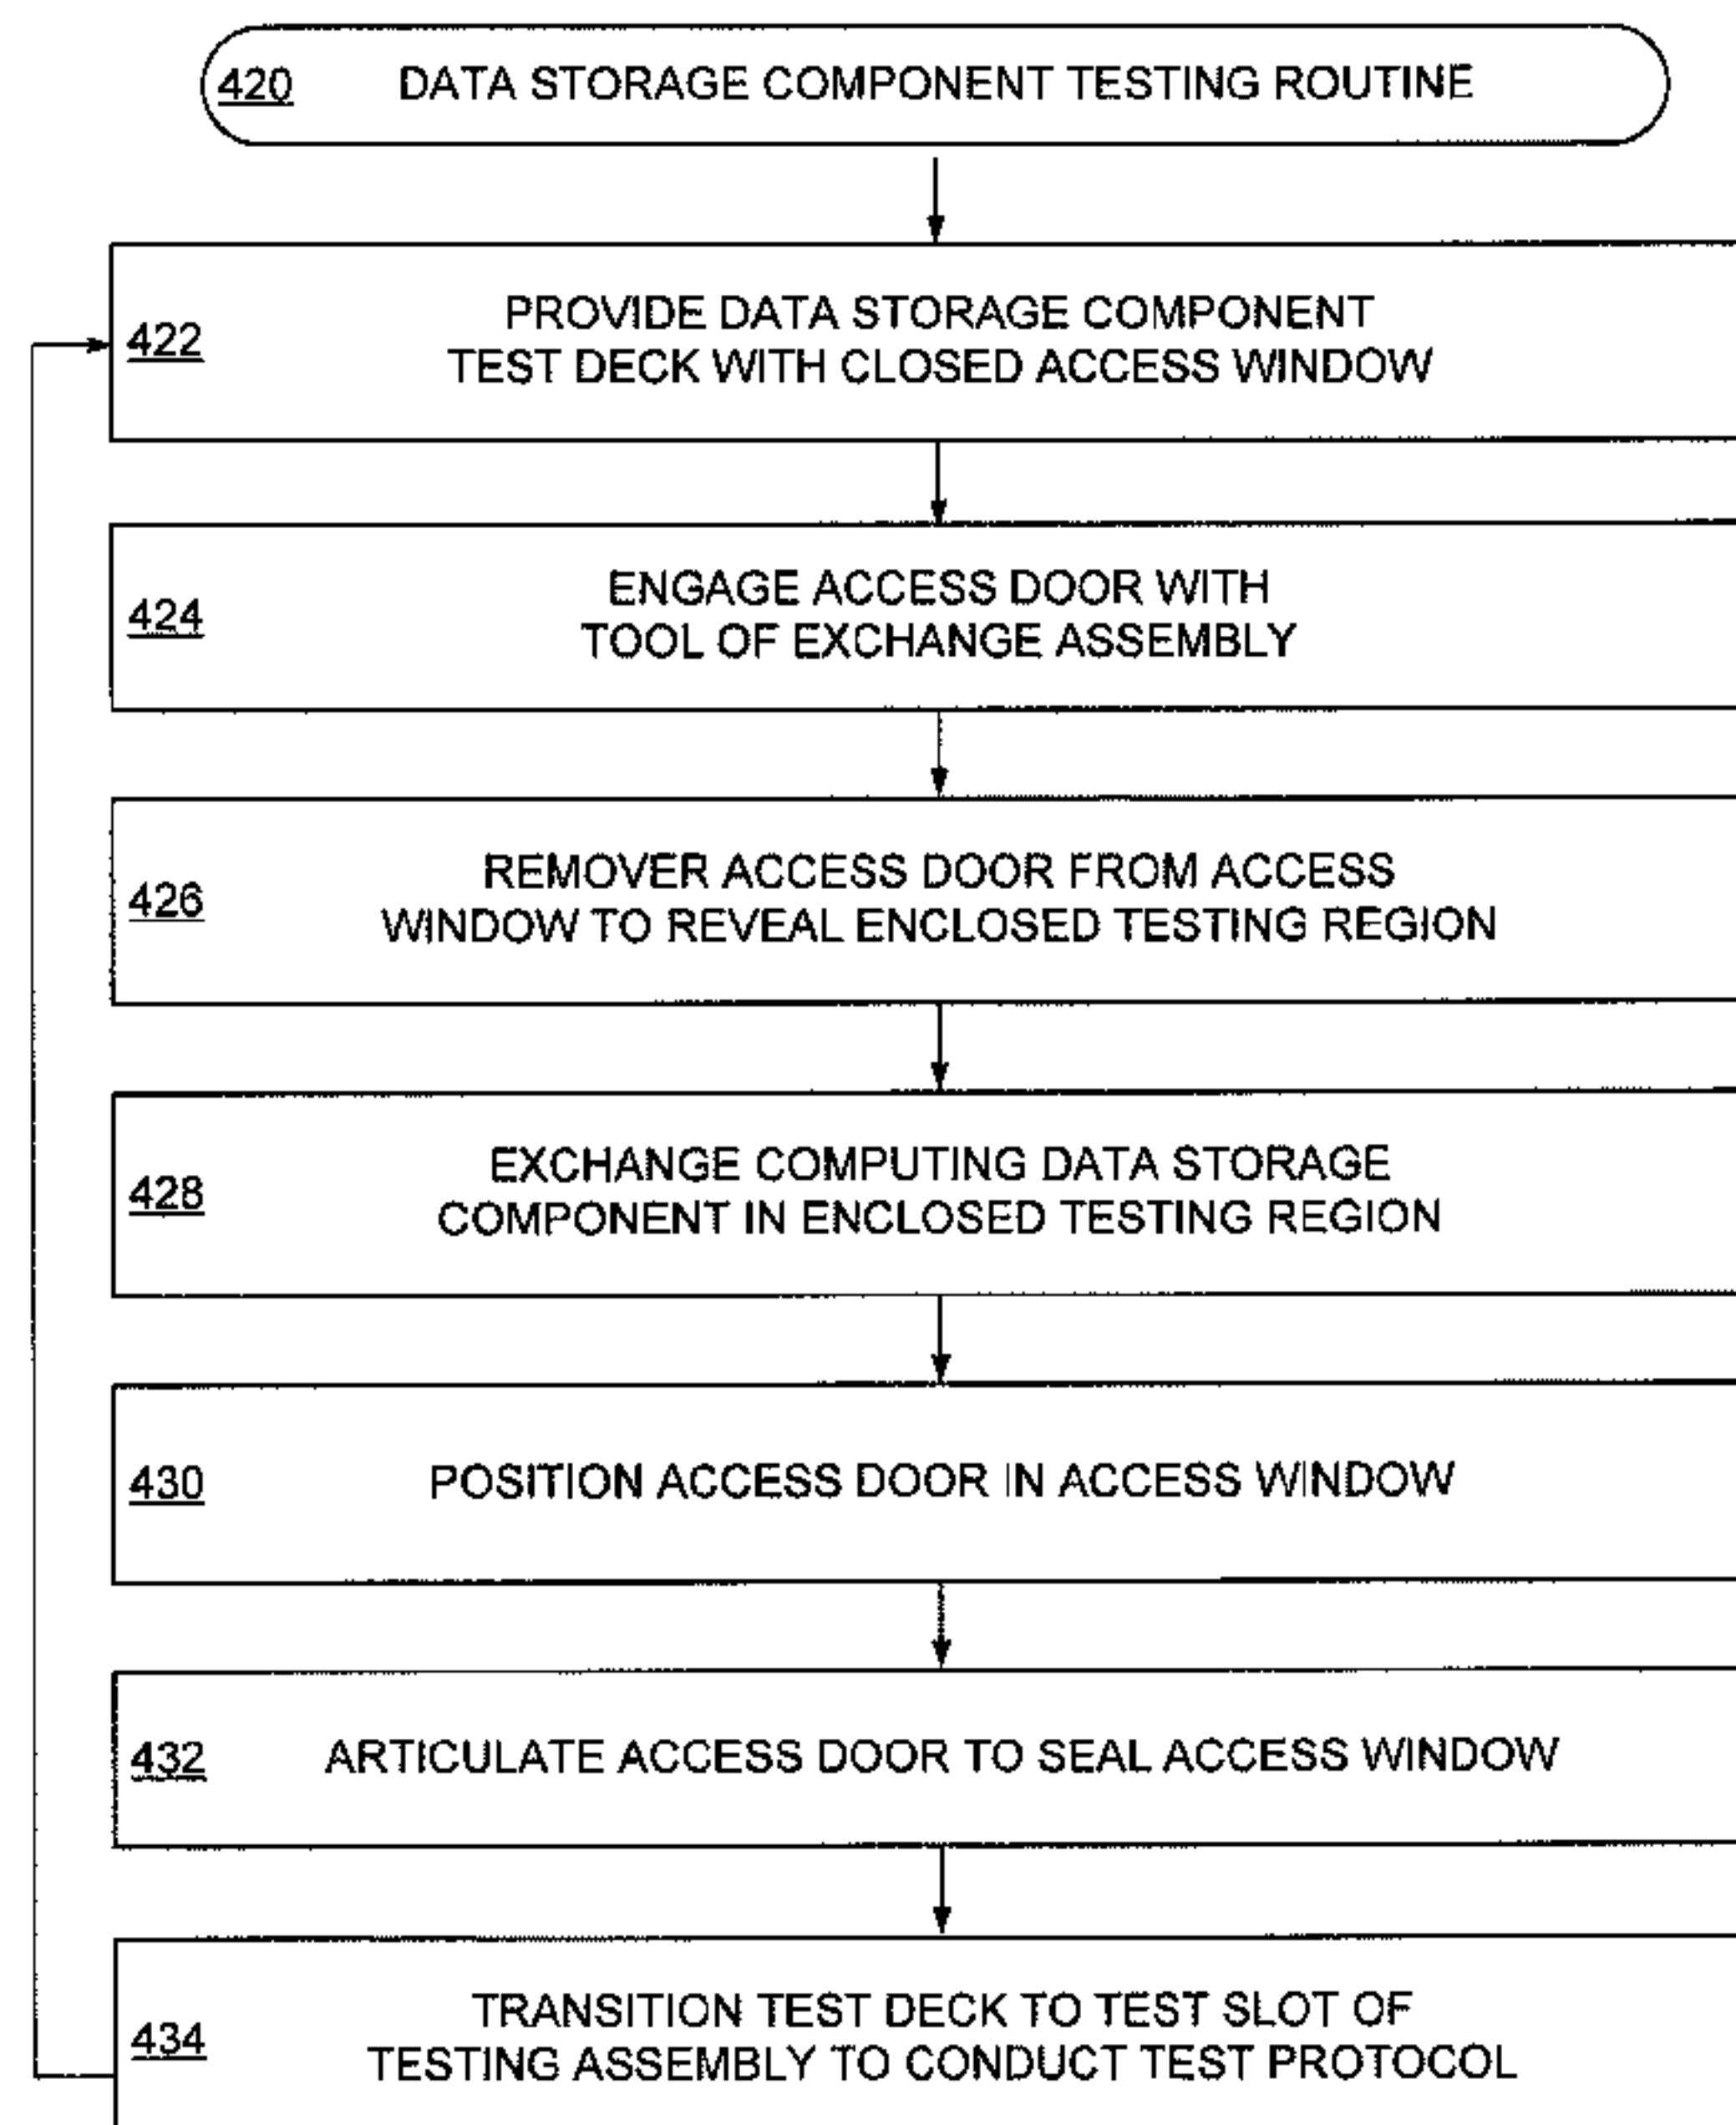 420 DATA STORAGE COMPONENT TESTING ROUTINE
422
PROVIDE DATA STORAGE COMPONENT
TEST DECK WITH CLOSED ACCESS WINDOW
424
ENGAGE ACCESS DOOR WITH
TOOL OF EXCHANGE ASSEMBLY
426
REMOVER ACCESS DOOR FROM ACCESS
WINDOW TO REVEAL ENCLOSED TESTING REGION
428
EXCHANGE COMPUTING DATA STORAGE
COMPONENT IN ENCLOSED TESTING REGION
430 POSITION ACCESS DOOR IN ACCESS WINDOW
432 ARTICULATE ACCESS DOOR TO SEAL ACCESS WINDOW
434
TRANSITION TEST DECK TO TEST SLOT OF
TESTING ASSEMBLY TO CONDUCT TEST PROTOCOL